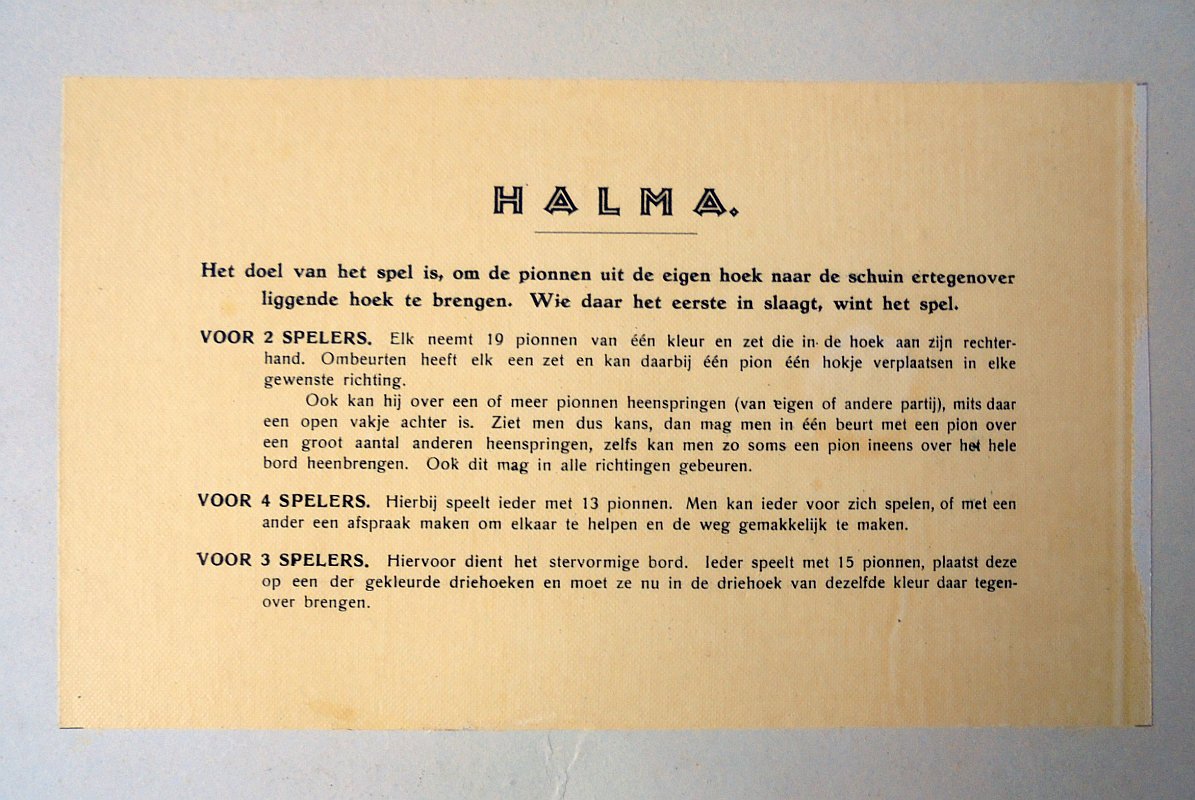 HALMA.
Het doel van het spel is, om de pionnen uit de eigen hoek naar de schuin ertegenover
liggende hoek te brengen. Wie daar het eerste in slaagt, wint het spel.
VOOR 2 SPELERS. Elk neemt 19 pionnen van één kleur en zet die in de hoek aan zijn rechter-
hand. Ombeurten heeft elk een zet en kan daarbij één pion één hokje verplaatsen in elke
gewenste richting.
Ook kan hij over een of meer pionnen heenspringen (van eigen of andere partij), mits daar
een open vakje achter is. Ziet men dus kans, dan mag men in één beurt met een pion over
een groot aantal anderen heenspringen, zelfs kan men zo soms een pion ineens over het hele
bord heenbrengen. Ook dit mag in alle richtingen gebeuren.
VOOR 4 SPELERS. Hierbij speelt ieder met 13 pionnen. Men kan ieder voor zich spelen, of met een
ander een afspraak maken om elkaar te helpen en de weg gemakkelijk te maken.
VOOR 3 SPELERS. Hiervoor dient het stervormige bord. Ieder speelt met 15 pionnen, plaatst deze
op een der gekleurde driehoeken en moet ze nu in de driehoek van dezelfde kleur daar tegen-
over brengen.